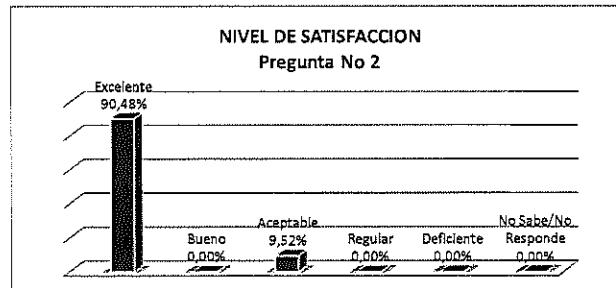 NIVEL DE SATISFACCION
Pregunta No 2
Excelente
90,48%
Bueno
0,00%
Aceptable
9,52%
Regular
0,00%
Deficiente
0,00%
No Sabe/No
Responde
0,00%